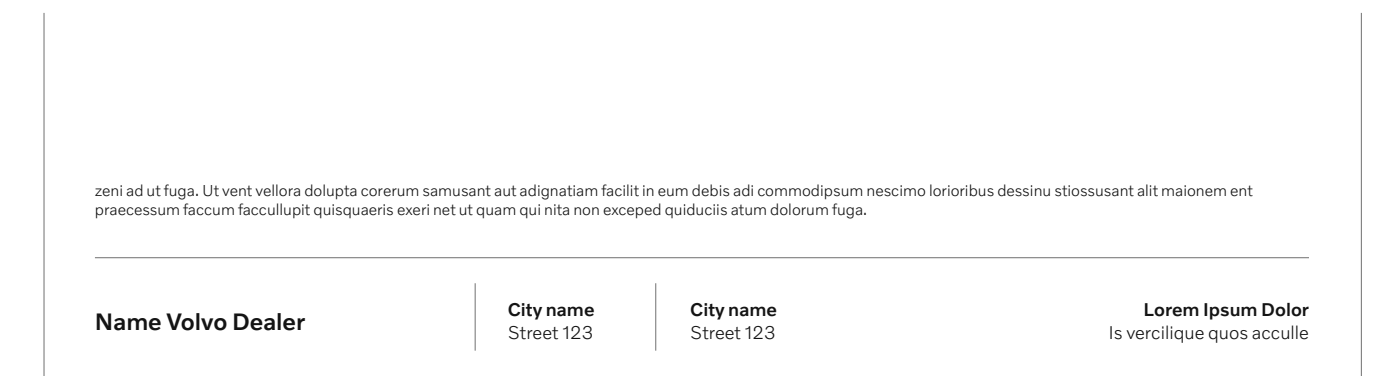 zeni ad ut fuga. Ut vent vellora dolupta corerum samusant aut adignatiam facilit in eum debis adi commodipsum nescimo lorioribus dessinu stiossusant alit maionem ent
praecessum faccum faccullupit quisquaeris exeri net ut quam qui nita non exceped quiduciis atum dolorum fuga.
Name Volvo Dealer
City name
Street 123
City name
Street 123
Lorem Ipsum Dolor
Is vercilique quos acculle